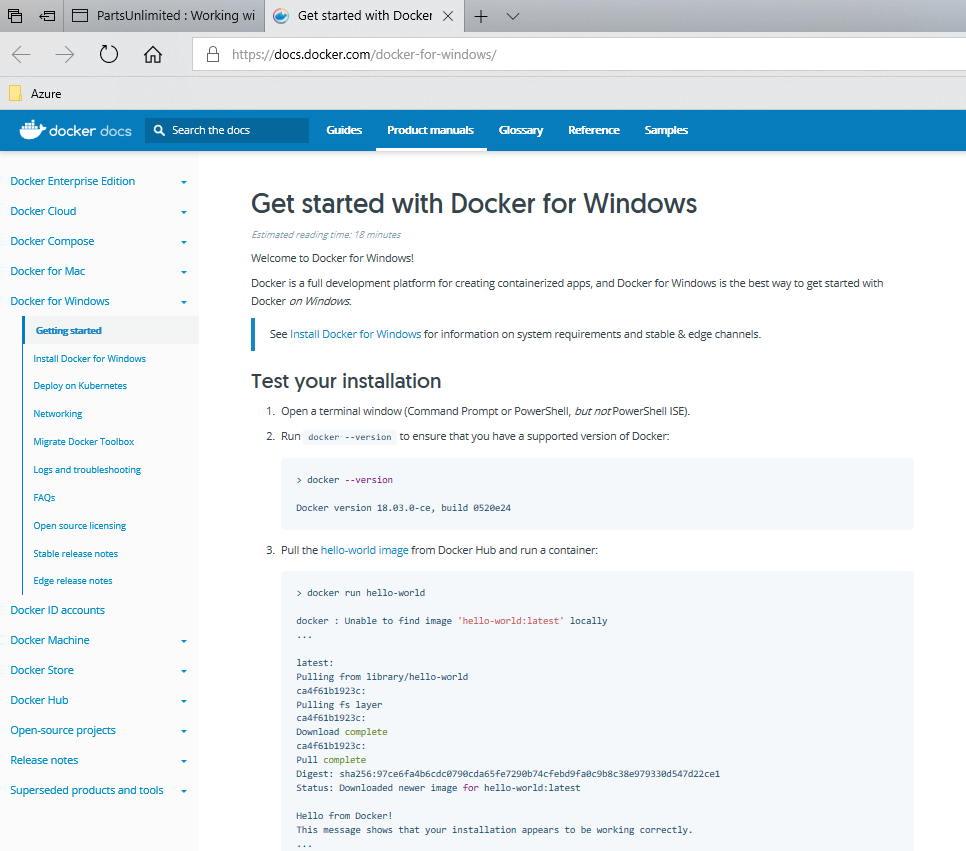 PartsUnlimited : Working wi
Get started with Docker
https://docs.docker.com/docker-for-windows/
Azure
docker docs
Search the docs
Guides
Product manuals
Glossary
Reference
Samples
Docker Enterprise Edition
Docker Cloud
Docker Compose
Docker for Mac
Docker for Windows
Getting started
Install Docker for Windows
Deploy on Kubernetes
Networking
Migrate Docker Toolbox
Logs and troubleshooting
FAQs
Open source licensing
Stable release notes
Edge release notes
Docker ID accounts
Docker Machine
Docker Store
Docker Hub
Open-source projects
Release notes
Superseded products and tools
Get started with Docker for Windows
Estimated reading time: 18 minutes
Welcome to Docker for Windows!
Docker is a full development platform for creating containerized apps, and Docker for Windows is the best way to get started with
Docker on Windows.
See Install Docker for Windows for information on system requirements and stable & edge channels.
Test your installation
1. Open a terminal window (Command Prompt or PowerShell, but not PowerShell ISE).
2. Run docker --version to ensure that you have a supported version of Docker:
> docker --version
Docker version 18.03.0-ce, build 0520e24
3. Pull the hello-world image from Docker Hub and run a container:
> docker run hello-world
docker : Unable to find image 'hello-world:latest' locally
...
latest:
Pulling from library/hello-world
ca4f61b1923c:
Pulling fs layer
ca4f61b1923c:
Download complete
ca4f61b1923c:
Pull complete
Digest: sha256:97ce6fa4b6cdc0790cda65fe7290b74cfebd9fa0c9b8c38e979330d547d22ce1
Status: Downloaded newer image for hello-world:latest
Hello from Docker!
This message shows that your installation appears to be working correctly.
...